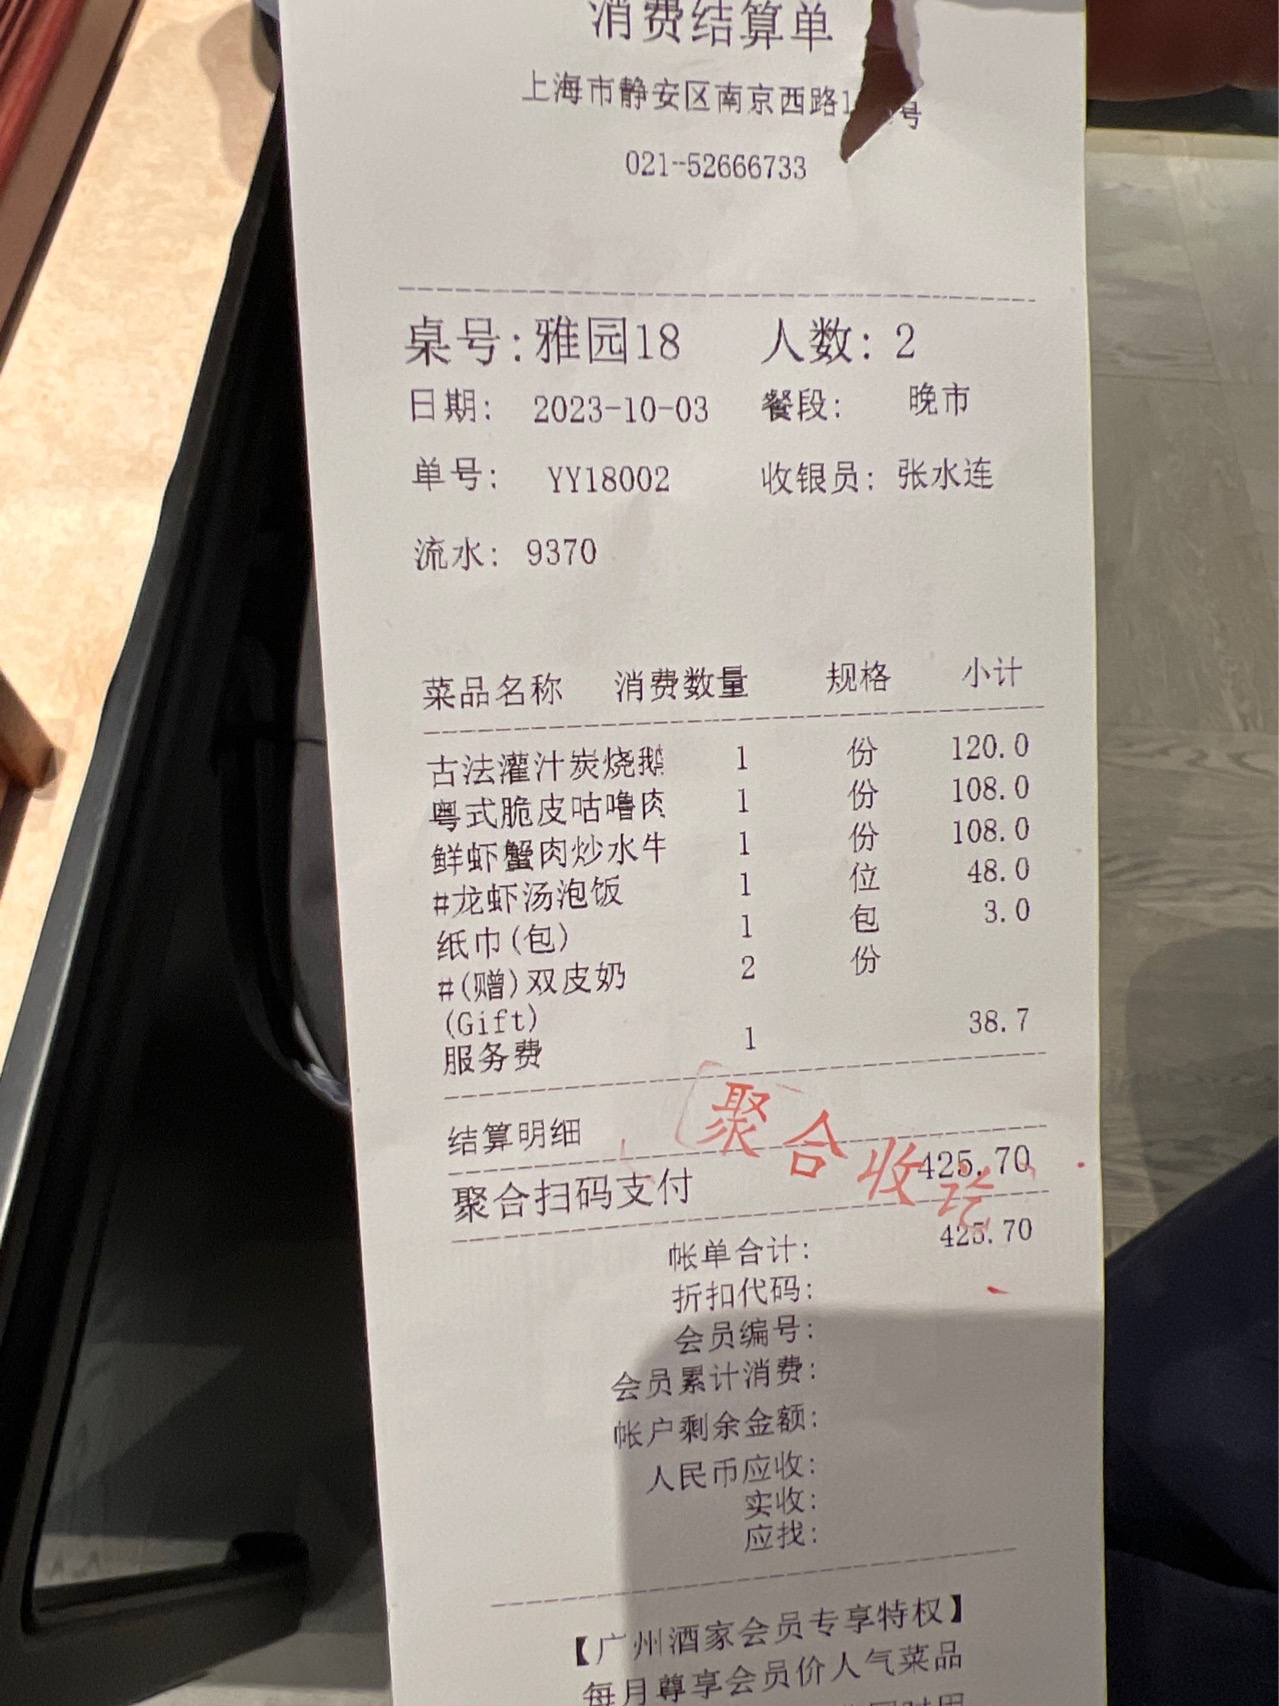 消费结算单
上海市静安区南京西路1 号
021--52666733
桌号:雅园18 人数: 2
日期: 2023-10-03 餐段: 晚市
单号: YY18002 收银员: 张水连
流水: 9370
菜品名称 消费数量 规格 小计
古法灌汁炭烧鹅 1 份 120.0
粤式脆皮咕噜肉 1 份 108.0
鲜虾蟹肉炒水牛 1 份 108.0
#龙虾汤泡饭 1 位 48.0
纸巾(包) 1 包 3.0
#(赠)双皮奶 2 份
(Gift)
服务费 1 38.7
结算明细
聚合收讫
聚合扫码支付 425.70
帐单合计: 425.70
折扣代码:
会员编号:
会员累计消费:
帐户剩余金额:
人民币应收:
实收:
应找:
【广州酒家会员专享特权】
每月尊享会员价人气菜品